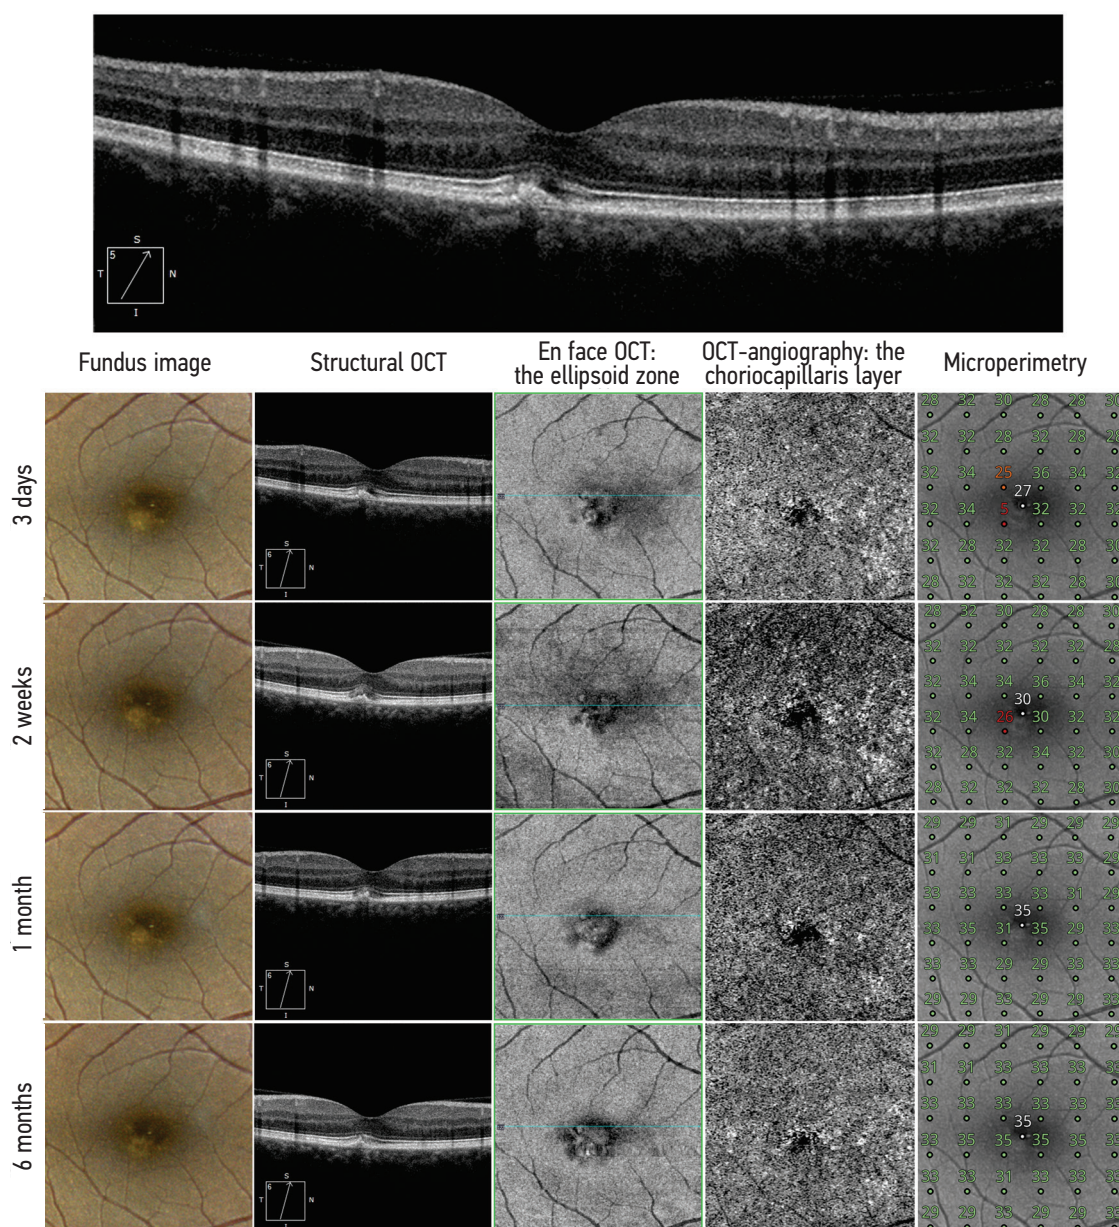 S
5
T N
I
Fundus image
Structural OCT
En face OCT:
the ellipsoid zone
OCT-angiography: the
choriocapillaris layer
Microperimetry
3 days
S
6
T N
I
28 32 30 28 28 30
32 32 28 32 28 28
32 34 25 36 34 32
27
32 34 5 32 32 32
32 28 32 32 28 30
28 32 32 32 28 30
2 weeks
S
6
T N
I
28 32 30 28 28 30
32 32 32 32 32 28
32 34 34 36 34 32
30
32 34 26 30 32 32
32 28 32 34 32 30
28 32 32 32 28 30
1 month
S
6
T N
I
29 29 31 29 29 29
31 31 33 33 33 29
33 33 33 33 31 29
35
33 35 31 35 29 33
33 33 29 29 33 33
29 29 33 29 29 33
6 months
S
6
T N
I
29 29 31 29 29 29
31 31 33 33 33
33 33 33 33 33 33
35
33 35 35 35 35 33
33 33 31 33 33 33
29 29 33 29 29